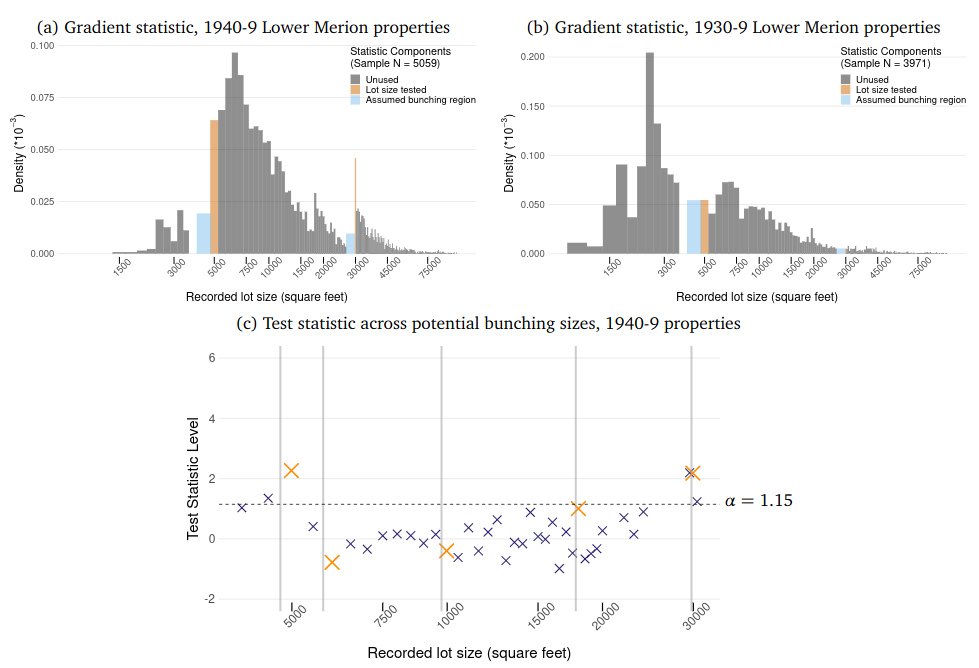 (a) Gradient statistic, 1940-9 Lower Merion properties
Statistic Components
(Sample N = 5059)
Unused
Lot size tested
Assumed bunching region
0.100
0.075
0.050
0.025
0.000
Density (*10⁻³)
1500
3000
5000
7500
10000
15000
20000
30000
45000
75000
Recorded lot size (square feet)
(b) Gradient statistic, 1930-9 Lower Merion properties
Statistic Components
(Sample N = 3971)
Unused
Lot size tested
Assumed bunching region
0.200
0.150
0.100
0.050
0.000
Density (*10⁻³)
1500
3000
5000
7500
10000
15000
20000
30000
45000
75000
Recorded lot size (square feet)
(c) Test statistic across potential bunching sizes, 1940-9 properties
6
4
2
0
-2
Test Statistic Level
α = 1.15
5000
7500
10000
15000
20000
30000
Recorded lot size (square feet)